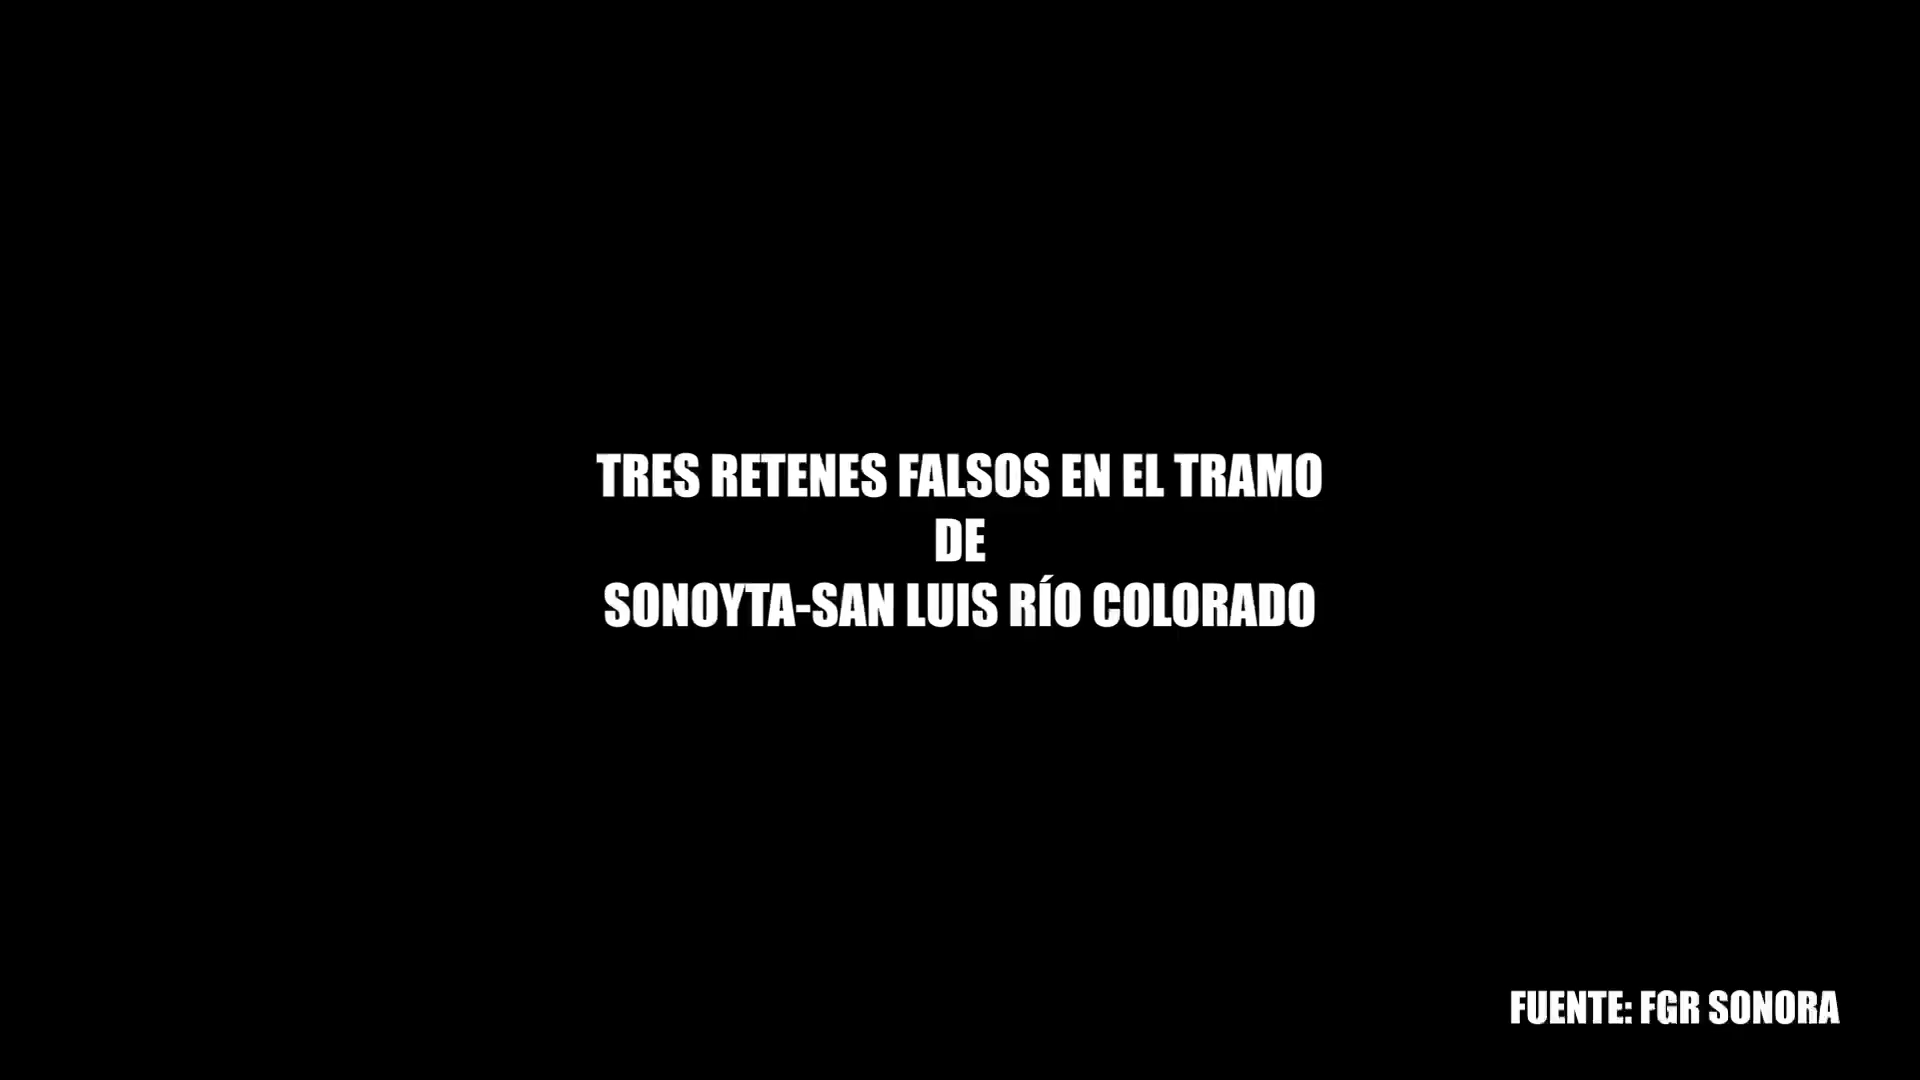 TRES RETENES FALSOS EN EL TRAMO
DE
SONOYTA-SAN LUIS RÍO COLORADO
FUENTE: FGR SONORA